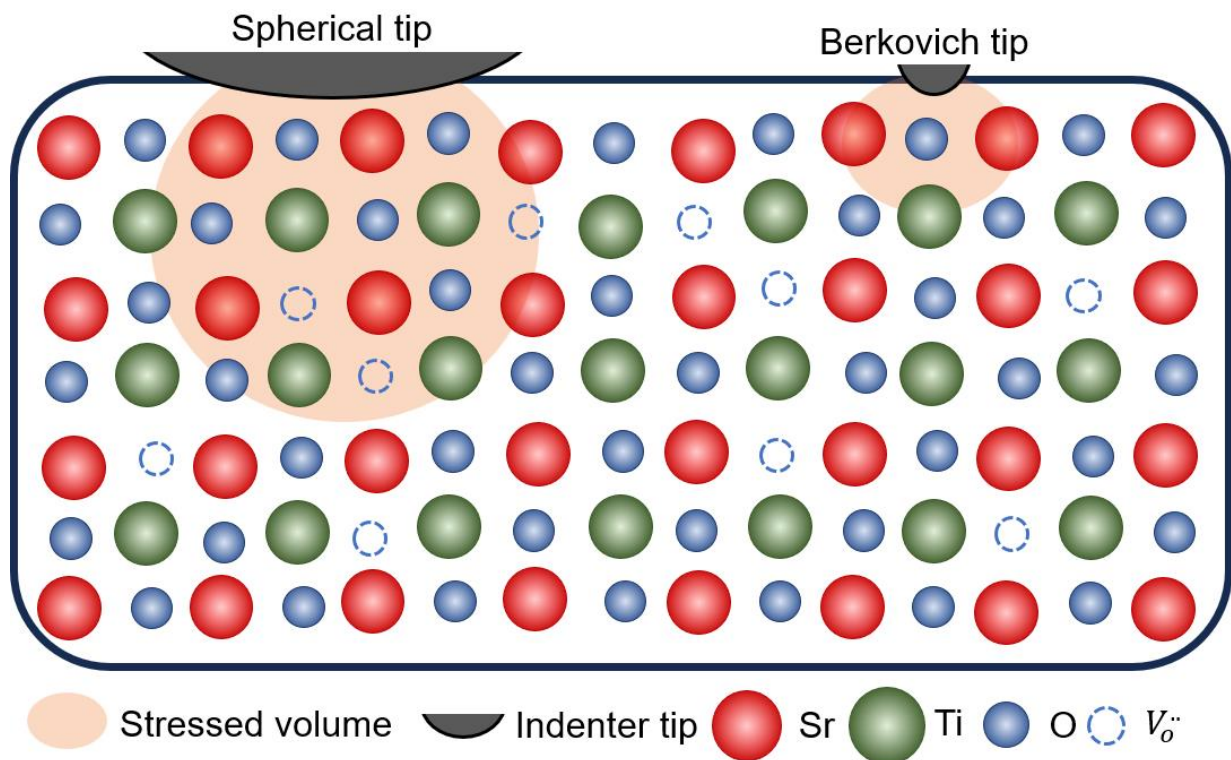 Spherical tip
Berkovich tip
Stressed volume
Indenter tip
Sr
Ti
O
V_o^{··}